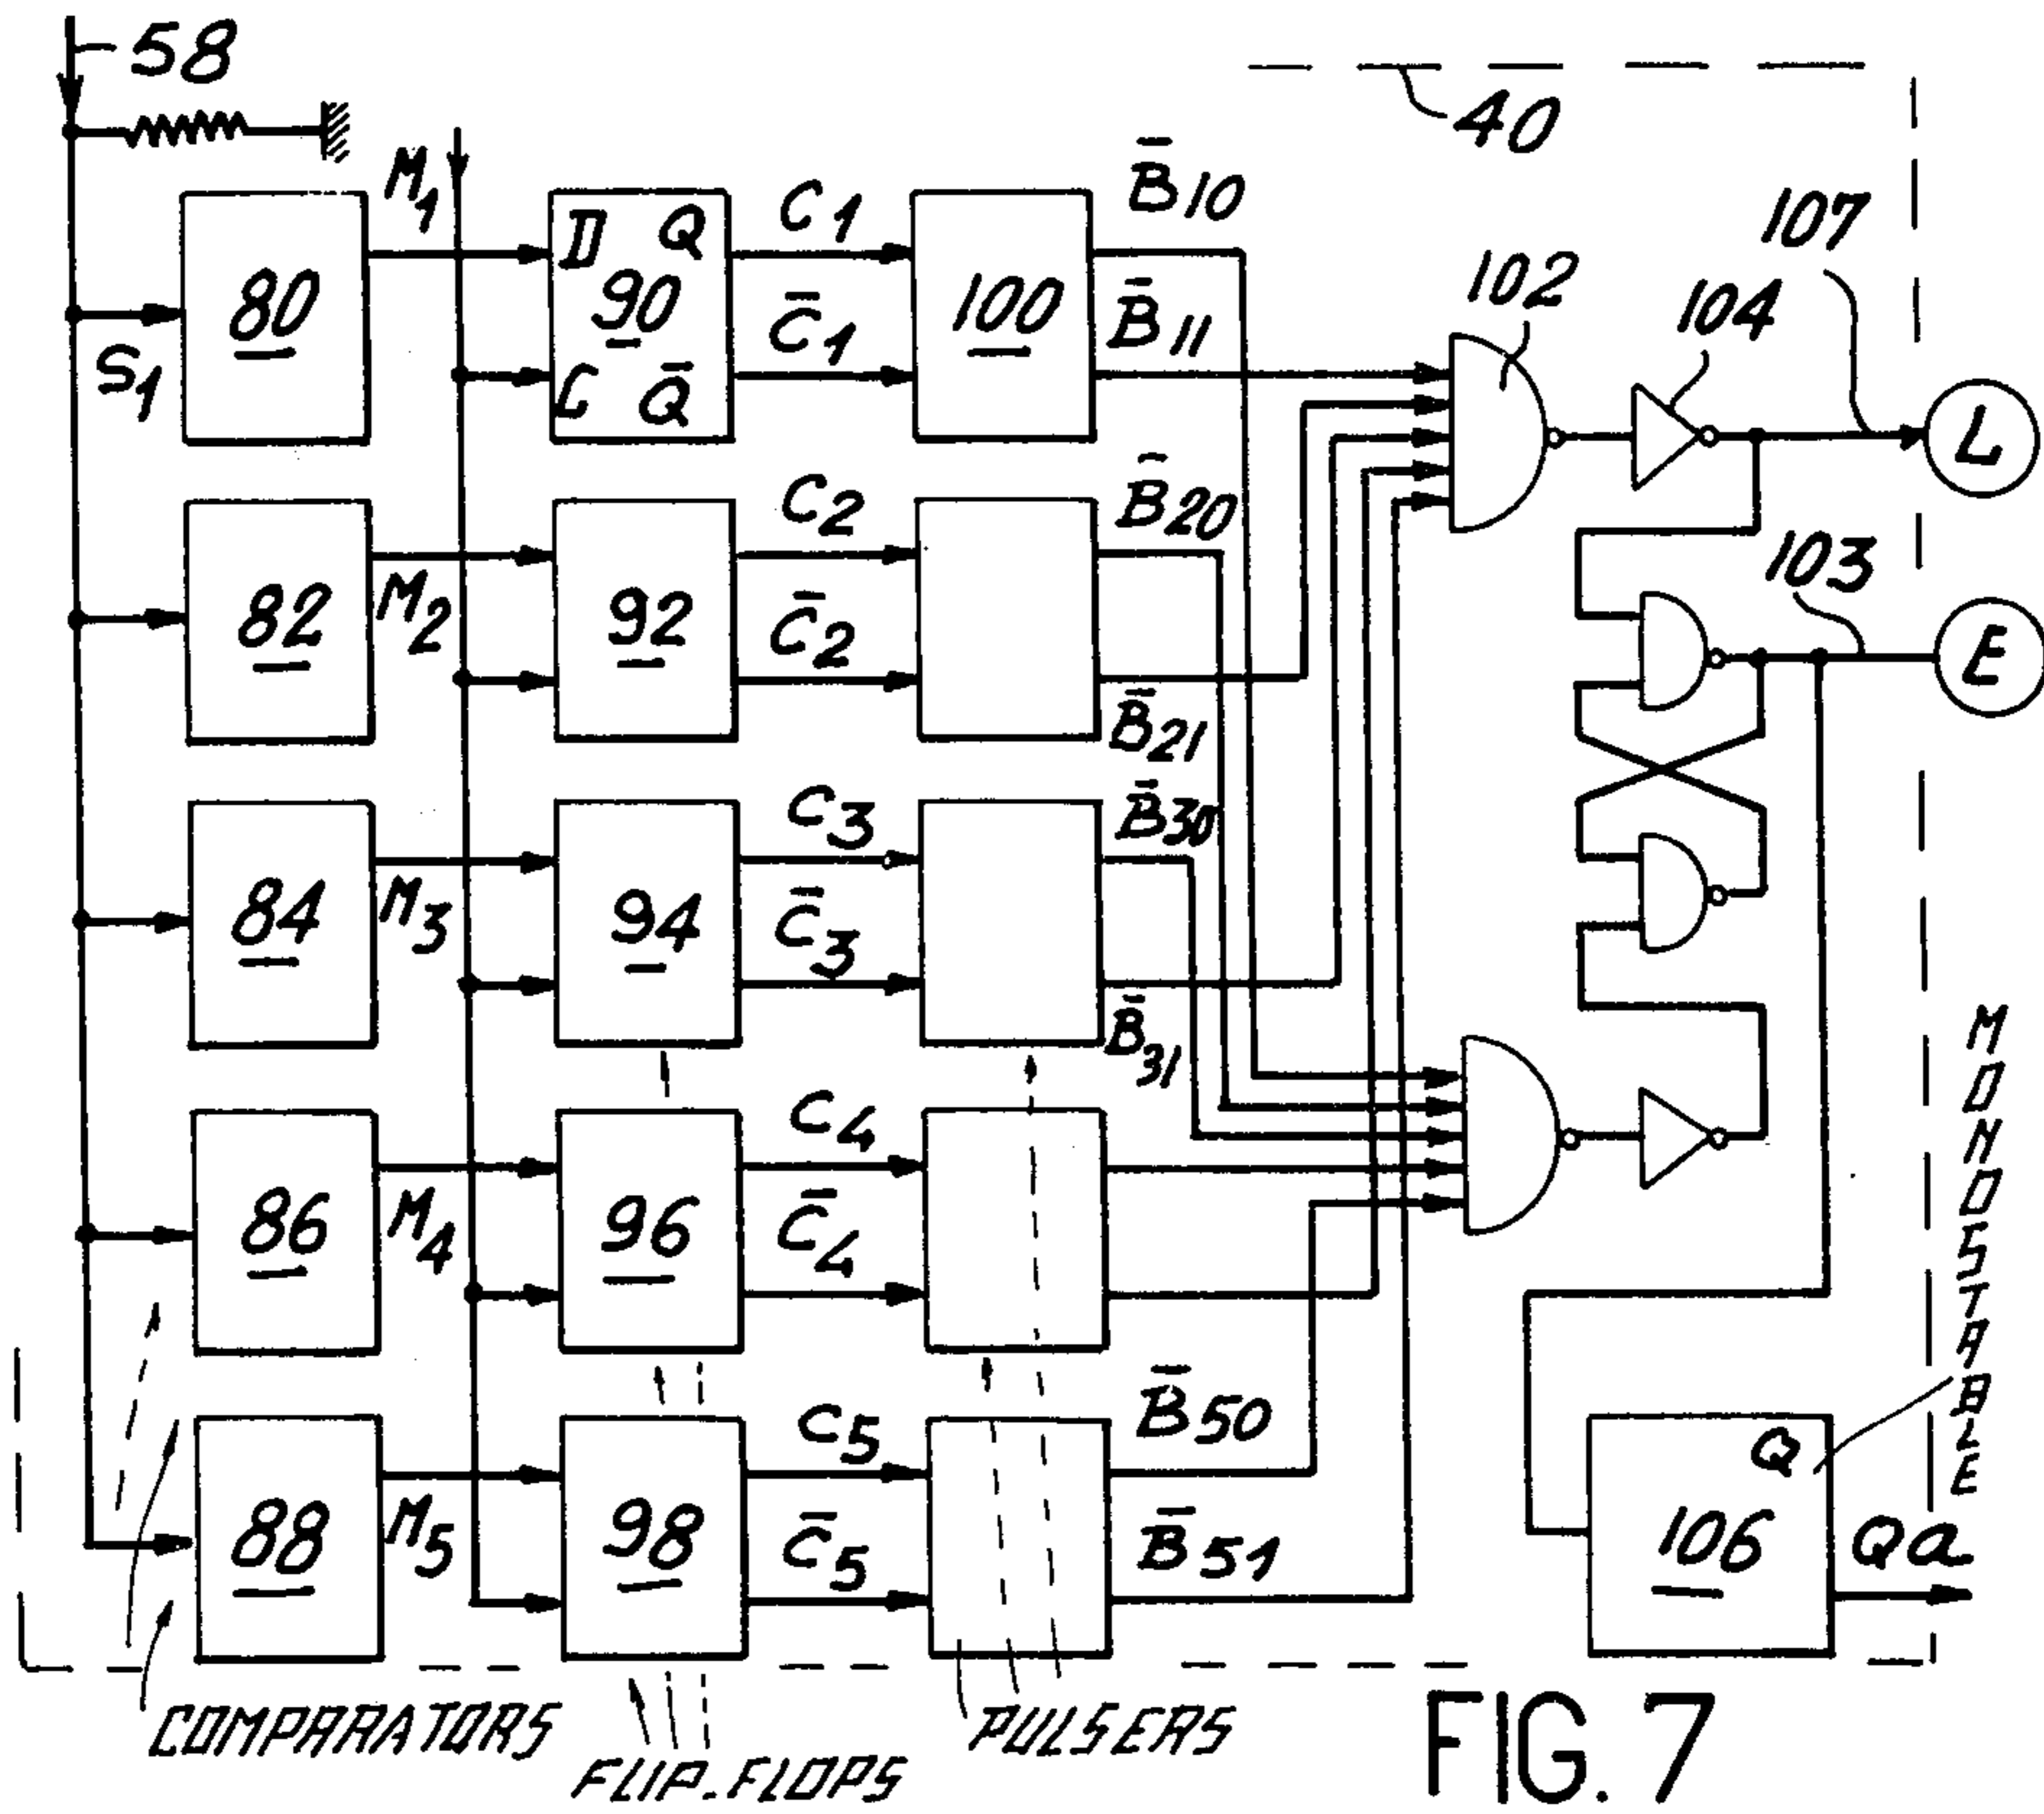 58
40
M1
B̄10
107
D Q
C1
80
90
100
C̄1
B̄11
102
104
S1
C Q̄
L
C2
B̄20
103
82
M2
92
C̄2
E
B̄21
C3
B̄30
84
M3
94
C̄3
B̄31
C4
86
M4
96
C̄4
MONOSTABLE
C5
B̄50
Q
88
M5
98
C̄5
B̄51
106
Qa
COMPARATORS
FLIP-FLOPS
PULSERS
FIG. 7